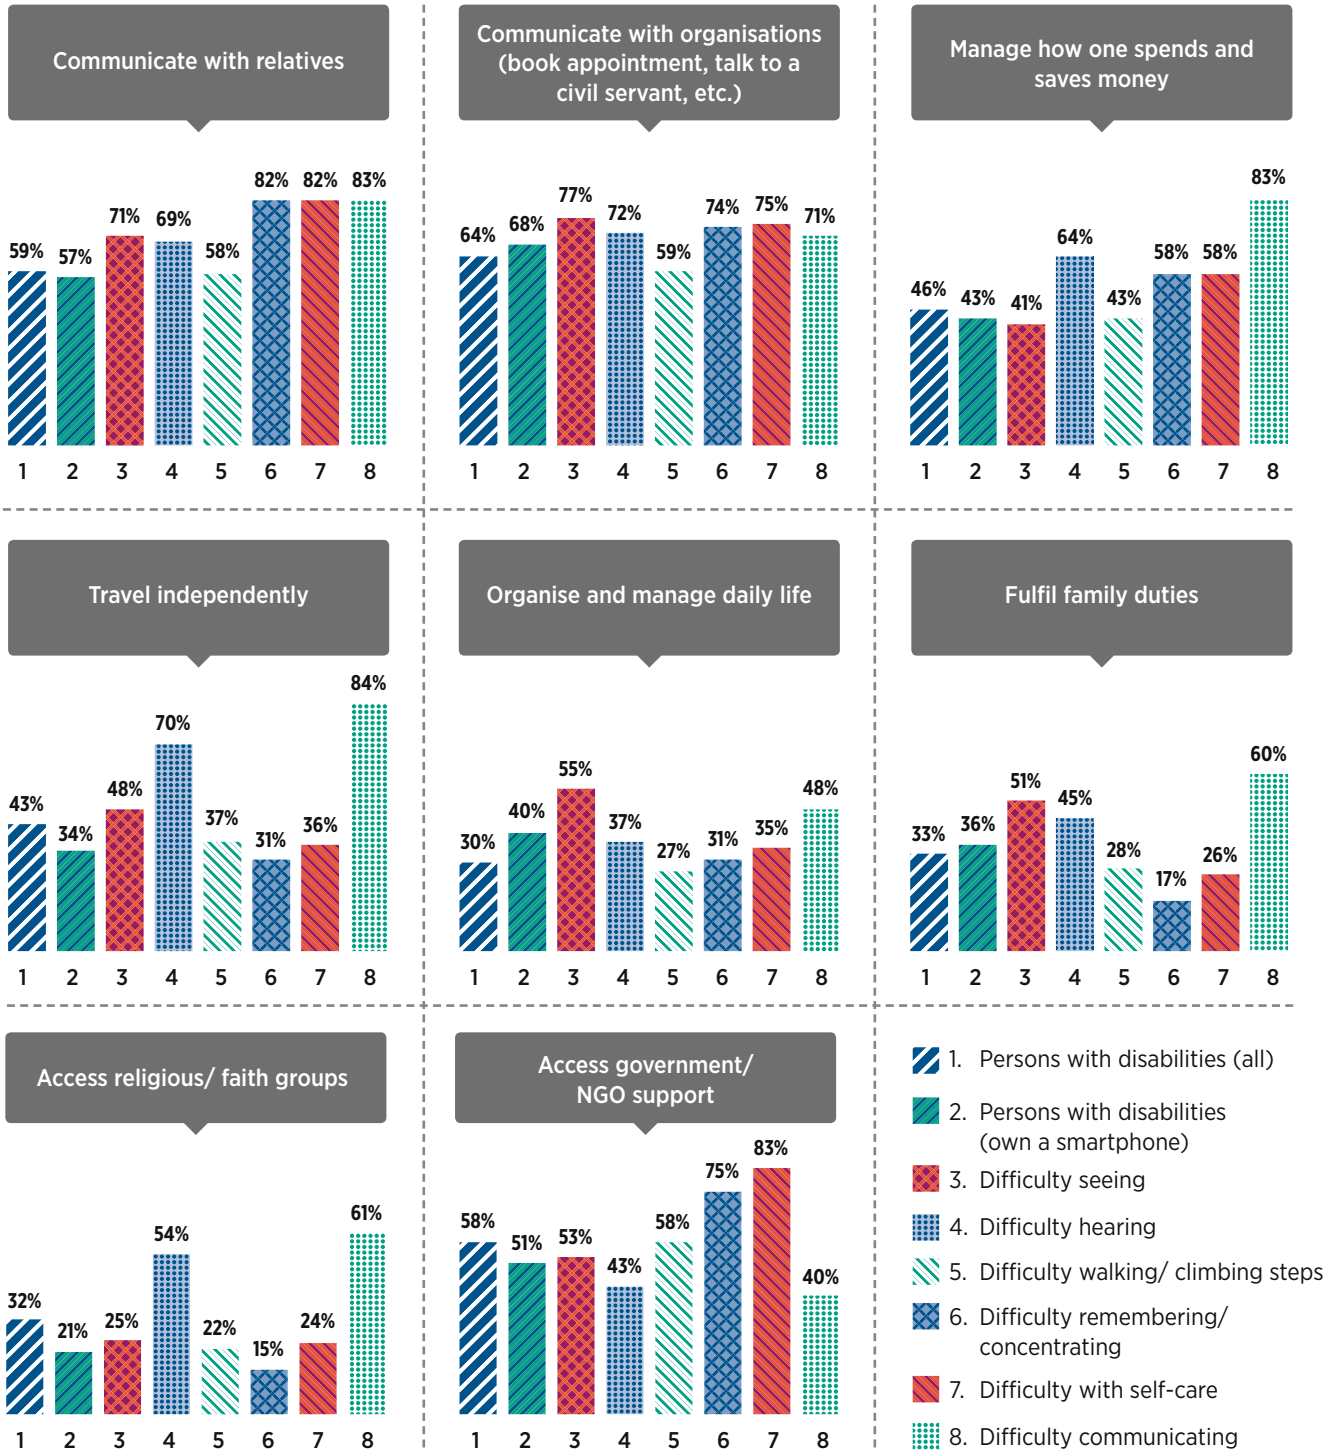 Communicate with relatives
Communicate with organisations
(book appointment, talk to a
civil servant, etc.)
Manage how one spends and
saves money
59%
57%
71%
69%
58%
82%
82%
83%
1 2 3 4 5 6 7 8
64%
68%
77%
72%
59%
74%
75%
71%
1 2 3 4 5 6 7 8
46%
43%
41%
64%
43%
58%
58%
83%
1 2 3 4 5 6 7 8
Travel independently
Organise and manage daily life
Fulfil family duties
43%
34%
48%
70%
37%
31%
36%
84%
1 2 3 4 5 6 7 8
30%
40%
55%
37%
27%
31%
35%
48%
1 2 3 4 5 6 7 8
33%
36%
51%
45%
28%
17%
26%
60%
1 2 3 4 5 6 7 8
Access religious/ faith groups
Access government/
NGO support
32%
21%
25%
54%
22%
15%
24%
61%
1 2 3 4 5 6 7 8
58%
51%
53%
43%
58%
75%
83%
40%
1 2 3 4 5 6 7 8
1. Persons with disabilities (all)
2. Persons with disabilities
(own a smartphone)
3. Difficulty seeing
4. Difficulty hearing
5. Difficulty walking/ climbing steps
6. Difficulty remembering/
concentrating
7. Difficulty with self-care
8. Difficulty communicating